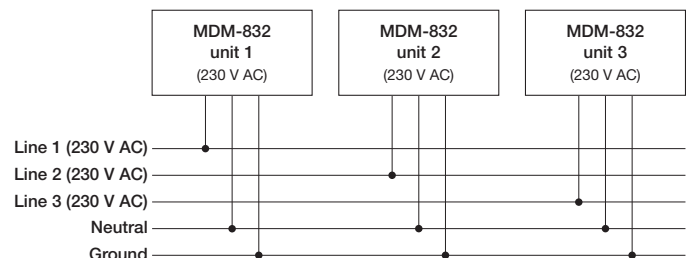 MDM-832
unit 1
(230 V AC)
MDM-832
unit 2
(230 V AC)
MDM-832
unit 3
(230 V AC)
Line 1 (230 V AC)
Line 2 (230 V AC)
Line 3 (230 V AC)
Neutral
Ground